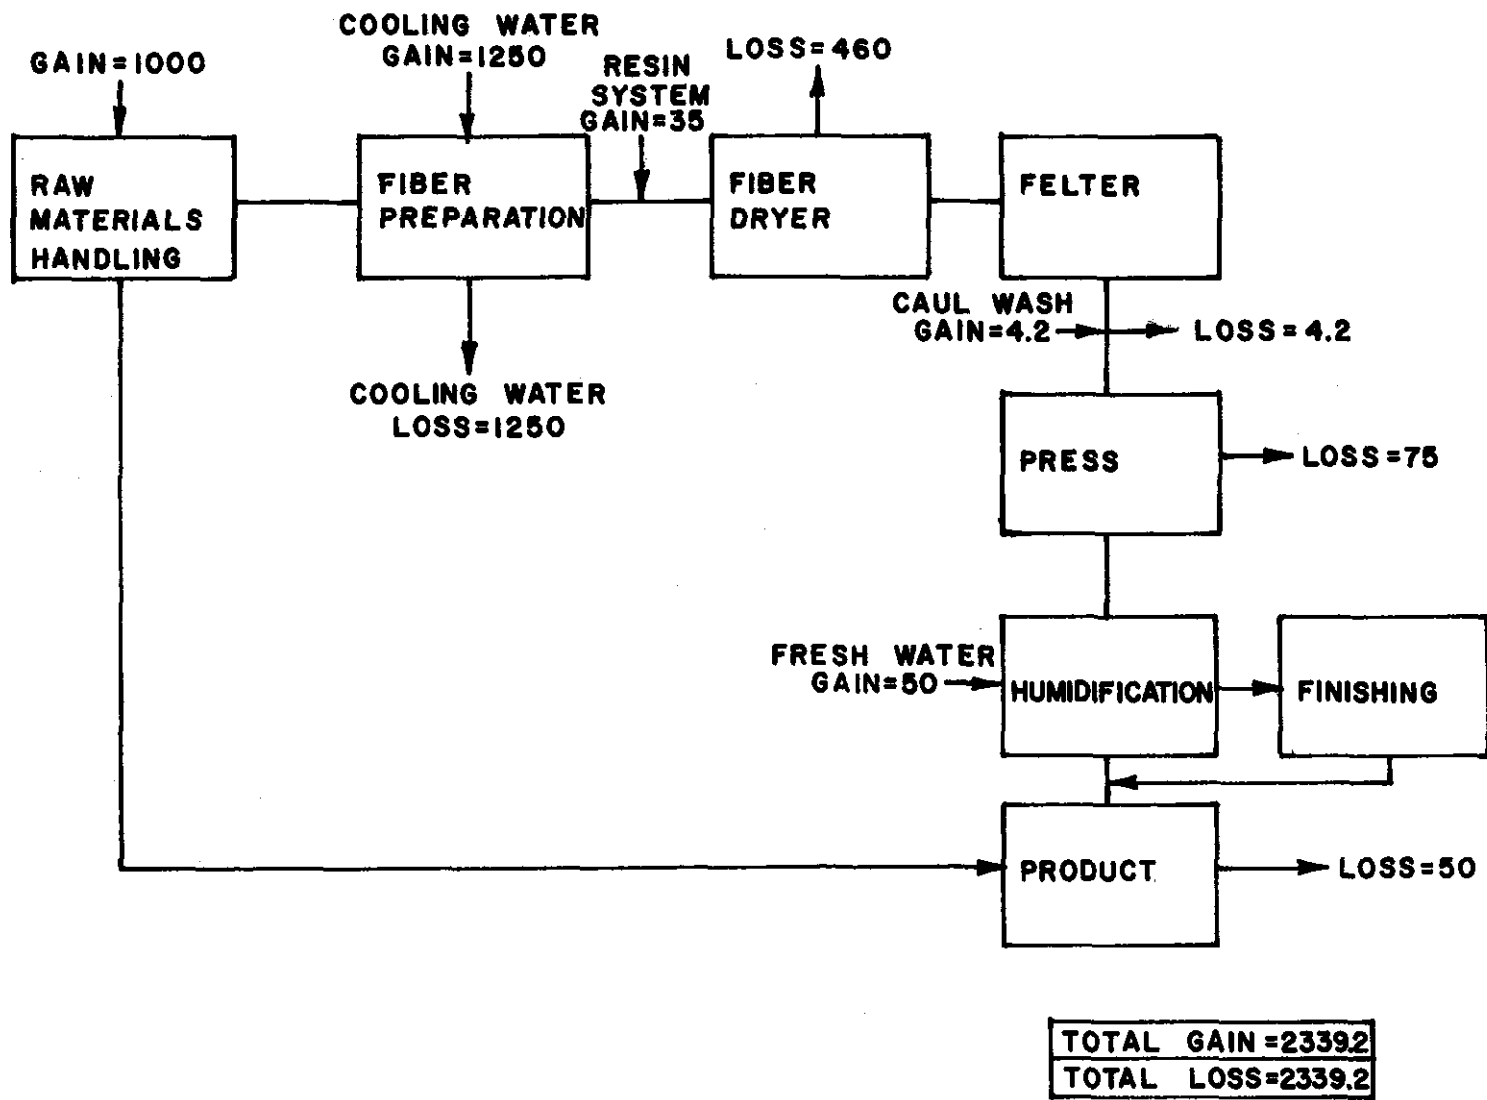 GAIN=1000
COOLING WATER
GAIN=1250
RESIN
SYSTEM
GAIN=35
LOSS=460
RAW
MATERIALS
HANDLING
FIBER
PREPARATION
FIBER
DRYER
FELTER
COOLING WATER
LOSS=1250
CAUL WASH
GAIN=4.2
LOSS=4.2
PRESS
LOSS=75
FRESH WATER
GAIN=50
HUMIDIFICATION
FINISHING
PRODUCT
LOSS=50
TOTAL GAIN=2339.2
TOTAL LOSS=2339.2